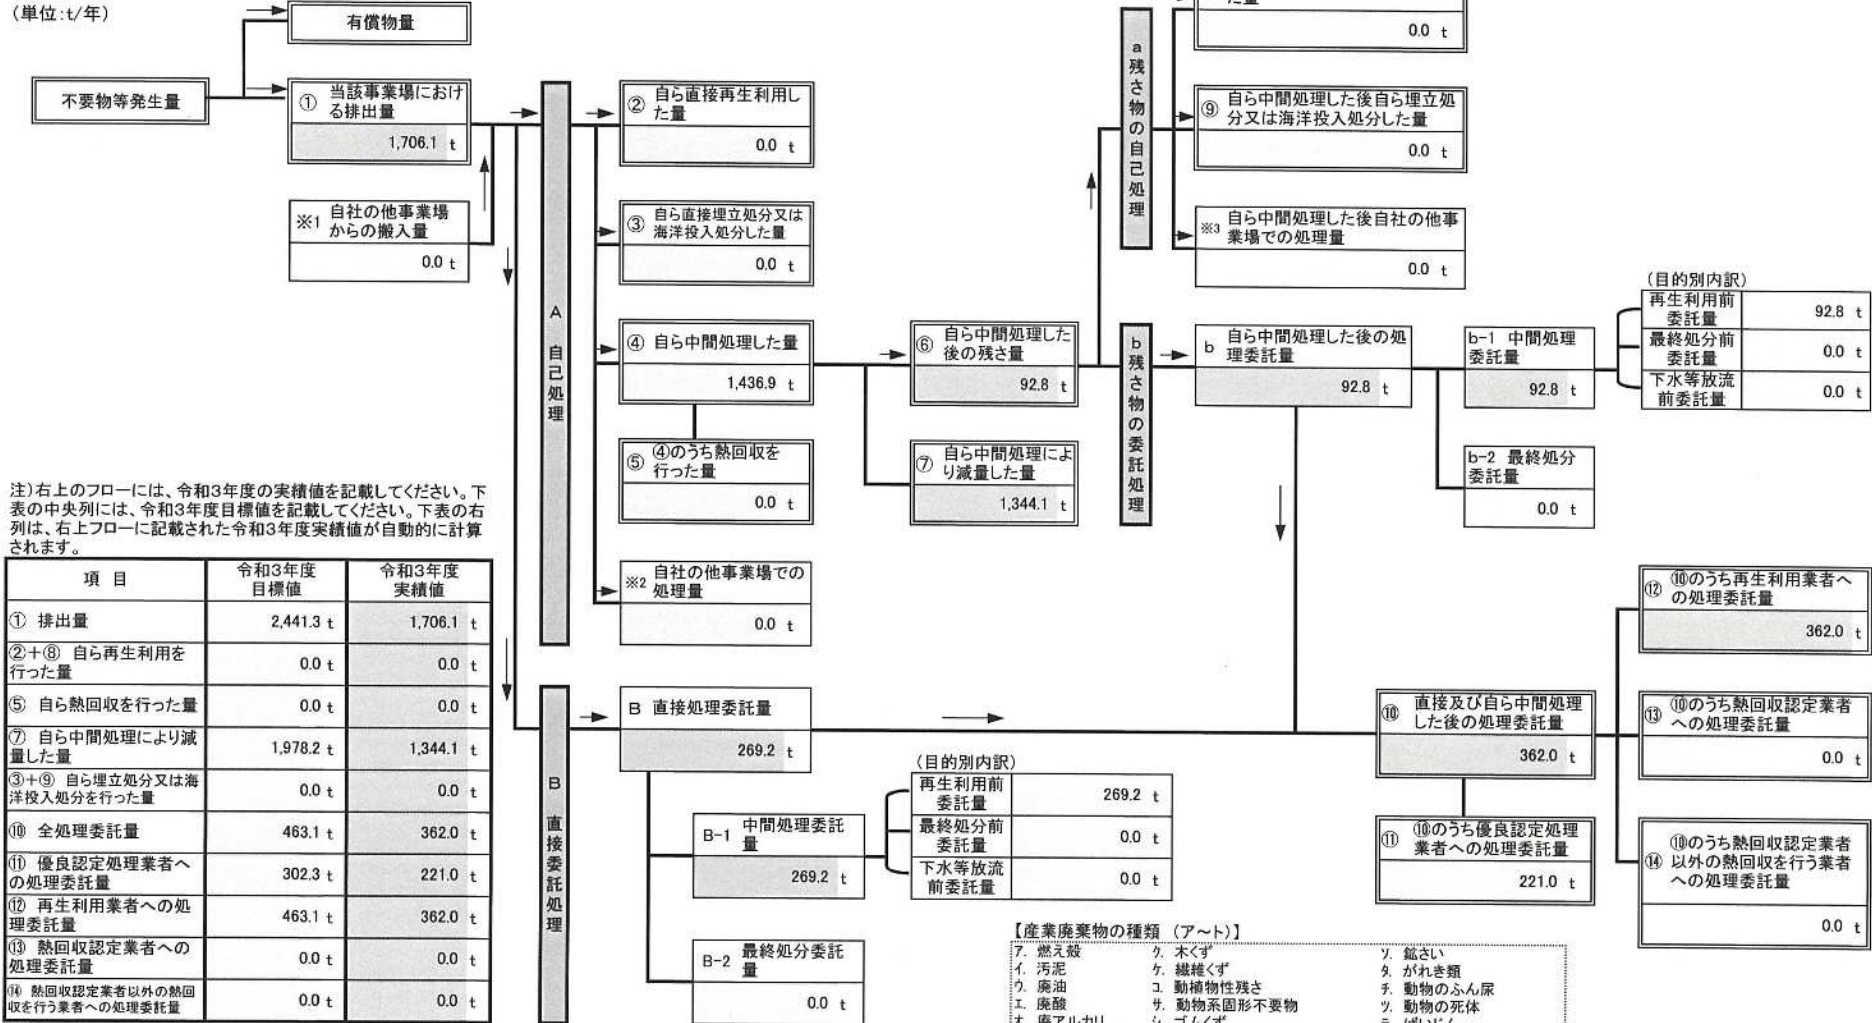 (単位:t/年)
有償物量
不要物等発生量
① 当該事業場におけ
る排出量
1,706.1 t
※1 自社の他事業場
からの搬入量
0.0 t
A 自己処理
② 自ら直接再生利用し
た量
0.0 t
③ 自ら直接埋立処分又は
海洋投入処分した量
0.0 t
④ 自ら中間処理した量
1,436.9 t
⑤ ④のうち熱回収を
行った量
0.0 t
※2 自社の他事業場での
処理量
0.0 t
⑥ 自ら中間処理した
後の残さ量
92.8 t
⑦ 自ら中間処理によ
り減量した量
1,344.1 t
a 残さ物の自己処理
た量
0.0 t
⑨ 自ら中間処理した後自ら埋立処
分又は海洋投入処分した量
0.0 t
※3 自ら中間処理した後自社の他事
業場での処理量
0.0 t
b 残さ物の委託処理
b 自ら中間処理した後の処
理委託量
92.8 t
b-1 中間処理
委託量
92.8 t
b-2 最終処分
委託量
0.0 t
(目的別内訳)
再生利用前
委託量 92.8 t
最終処分前
委託量 0.0 t
下水等放流
前委託量 0.0 t
注)右上のフローには、令和3年度の実績値を記載してください。下
表の中央列には、令和3年度目標値を記載してください。下表の右
列は、右上フローに記載された令和3年度実績値が自動的に計算
されます。
項 目 令和3年度 目標値 令和3年度 実績値
① 排出量 2,441.3 t 1,706.1 t
②+⑧ 自ら再生利用を
行った量 0.0 t 0.0 t
⑤ 自ら熱回収を行った量 0.0 t 0.0 t
⑦ 自ら中間処理により減
量した量 1,978.2 t 1,344.1 t
③+⑨ 自ら埋立処分又は海
洋投入処分を行った量 0.0 t 0.0 t
⑩ 全処理委託量 463.1 t 362.0 t
⑪ 優良認定処理業者へ
の処理委託量 302.3 t 221.0 t
⑫ 再生利用業者への処
理委託量 463.1 t 362.0 t
⑬ 熱回収認定業者への
処理委託量 0.0 t 0.0 t
⑭ 熱回収認定業者以外の熱回
収を行う業者への処理委託量 0.0 t 0.0 t
B 直接委託処理
B 直接処理委託量
269.2 t
B-1 中間処理委託
量
269.2 t
B-2 最終処分委託
量
0.0 t
(目的別内訳)
再生利用前
委託量 269.2 t
最終処分前
委託量 0.0 t
下水等放流
前委託量 0.0 t
⑩ 直接及び自ら中間処理
した後の処理委託量
362.0 t
⑪ ⑩のうち優良認定処理
業者への処理委託量
221.0 t
⑫ ⑩のうち再生利用業者へ
の処理委託量
362.0 t
⑬ ⑩のうち熱回収認定業者
への処理委託量
0.0 t
⑭ ⑩のうち熱回収認定業者
以外の熱回収を行う業者
への処理委託量
0.0 t
【産業廃棄物の種類 (ア~ト)】
ア. 燃え殻 ク. 木くず ソ. 鉱さい
イ. 汚泥 ケ. 繊維くず タ. がれき類
ウ. 廃油 コ. 動植物性残さ チ. 動物のふん尿
エ. 廃酸 サ. 動物系固形不要物 ツ. 動物の死体
オ. 廃アルカリ シ. ゴムくず